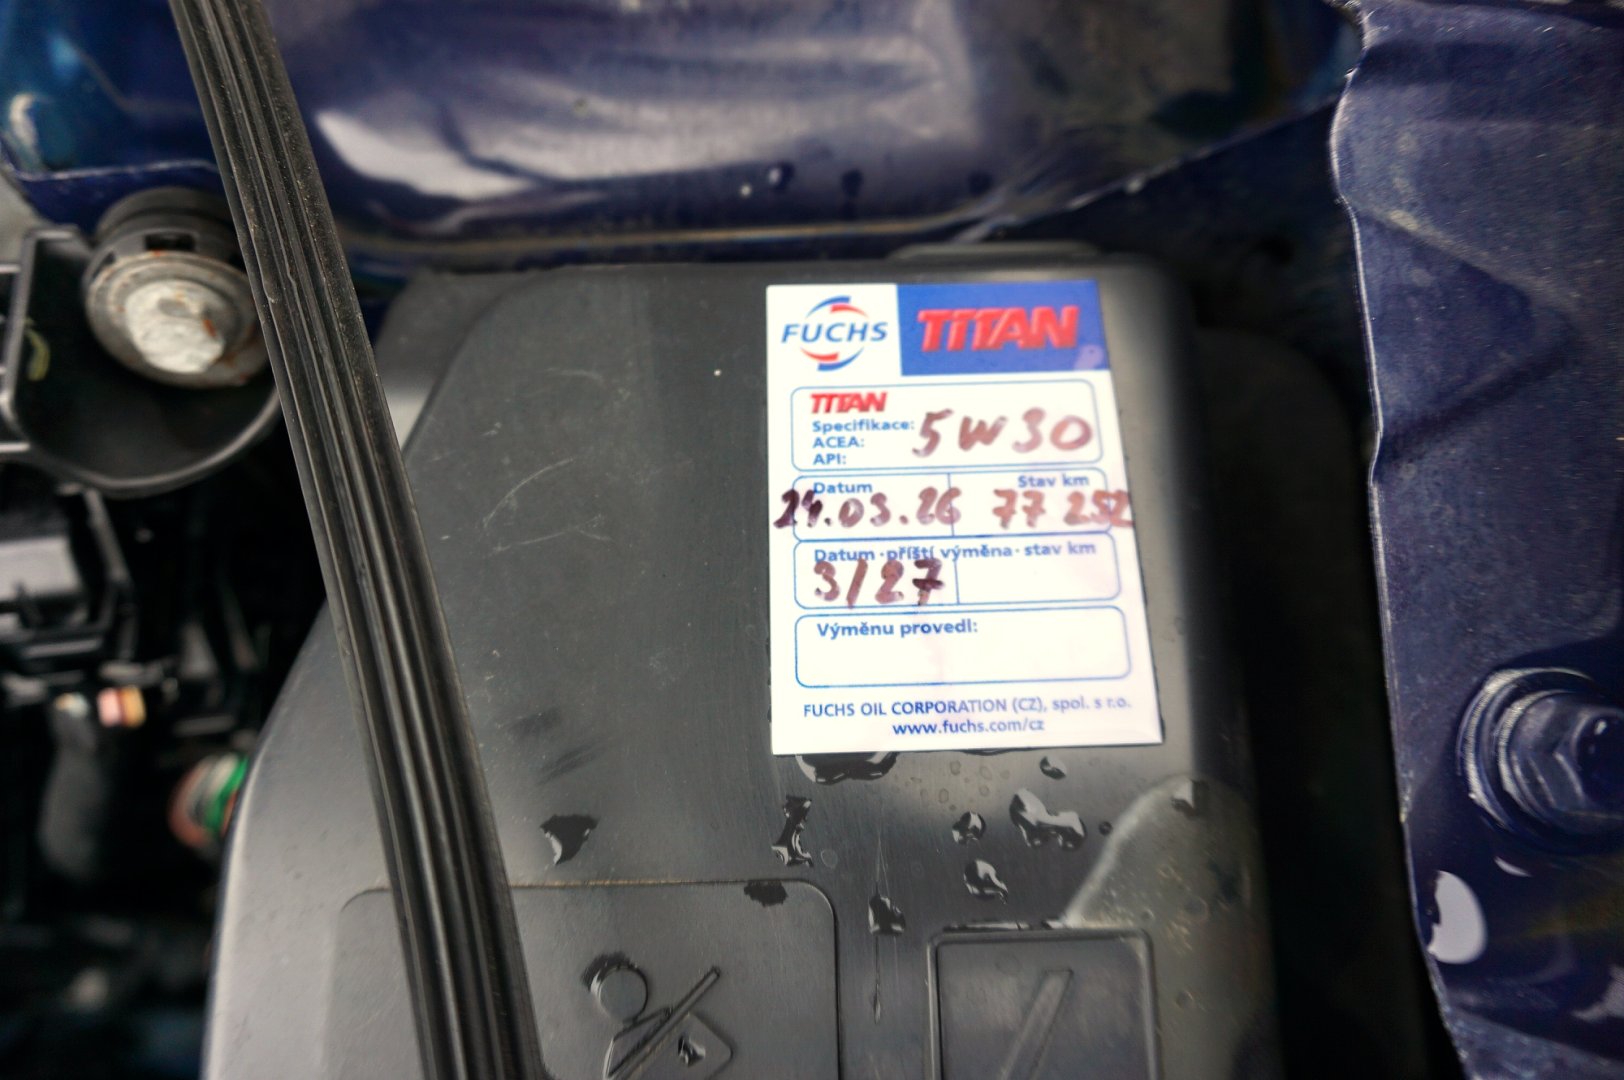 FUCHS TITAN
TITAN
Specifikace: 5W30
ACEA:
API:
Datum Stav km
24.03.26 77 252
Datum · příští výměna · stav km
3/27
Výměnu provedl:
FUCHS OIL CORPORATION (CZ), spol. s r.o.
www.fuchs.com/cz